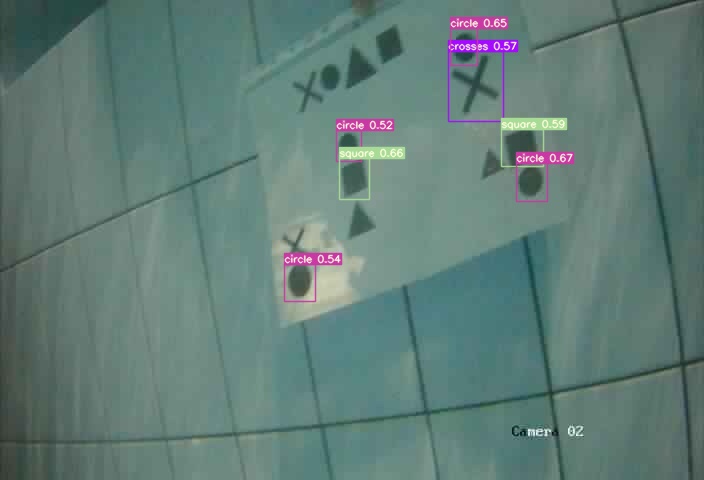 circle 0.65
crosses 0.57
circle 0.52
square 0.59
square 0.66
circle 0.67
circle 0.54
Camera 02